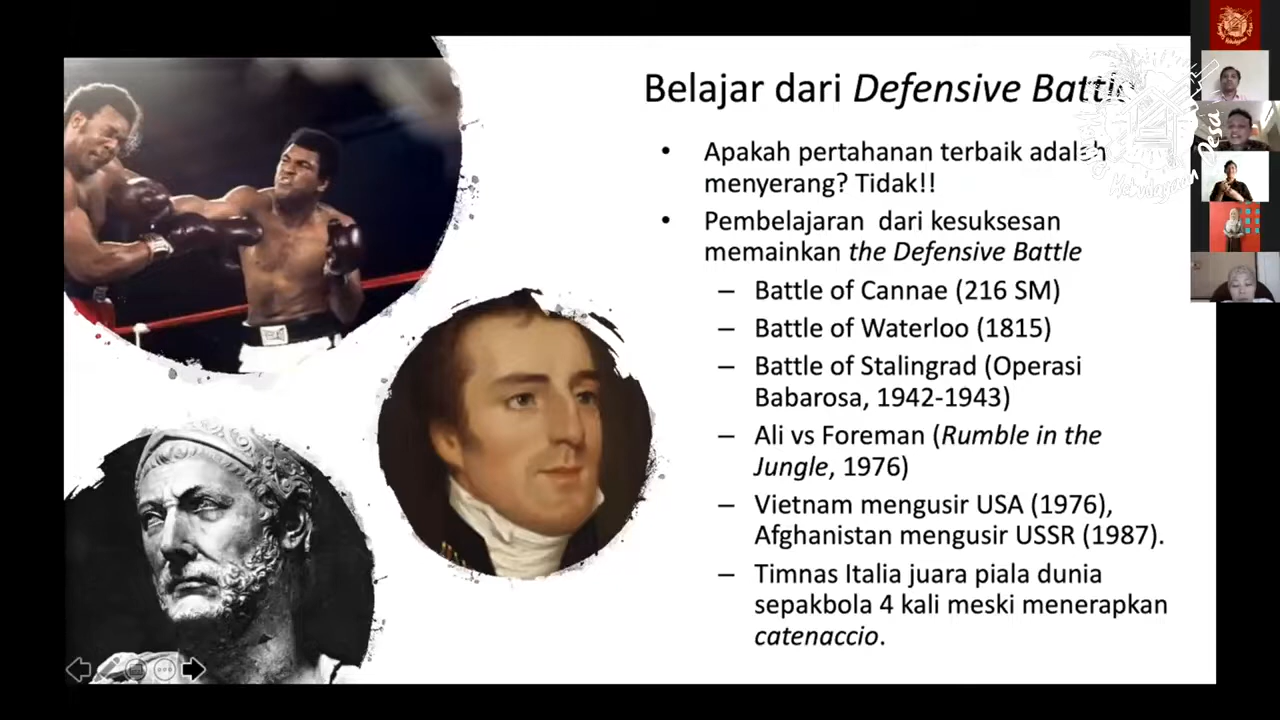 Belajar dari Defensive Battle
• Apakah pertahanan terbaik adalah
menyerang? Tidak!!
• Pembelajaran dari kesuksesan
memainkan the Defensive Battle
– Battle of Cannae (216 SM)
– Battle of Waterloo (1815)
– Battle of Stalingrad (Operasi
Babarosa, 1942-1943)
– Ali vs Foreman (Rumble in the
Jungle, 1976)
– Vietnam mengusir USA (1976),
Afghanistan mengusir USSR (1987).
– Timnas Italia juara piala dunia
sepakbola 4 kali meski menerapkan
catenaccio.
Kebudayaan Desa